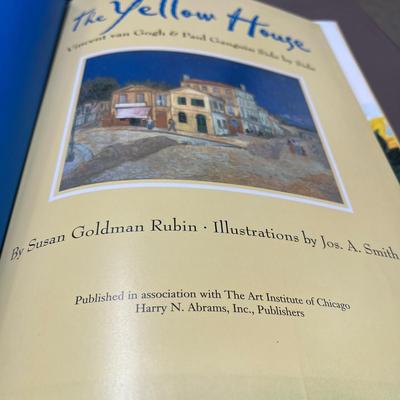 The Yellow House
Vincent van Gogh & Paul Gauguin Side by Side
By Susan Goldman Rubin · Illustrations by Jos. A. Smith
Published in association with The Art Institute of Chicago
Harry N. Abrams, Inc., Publishers